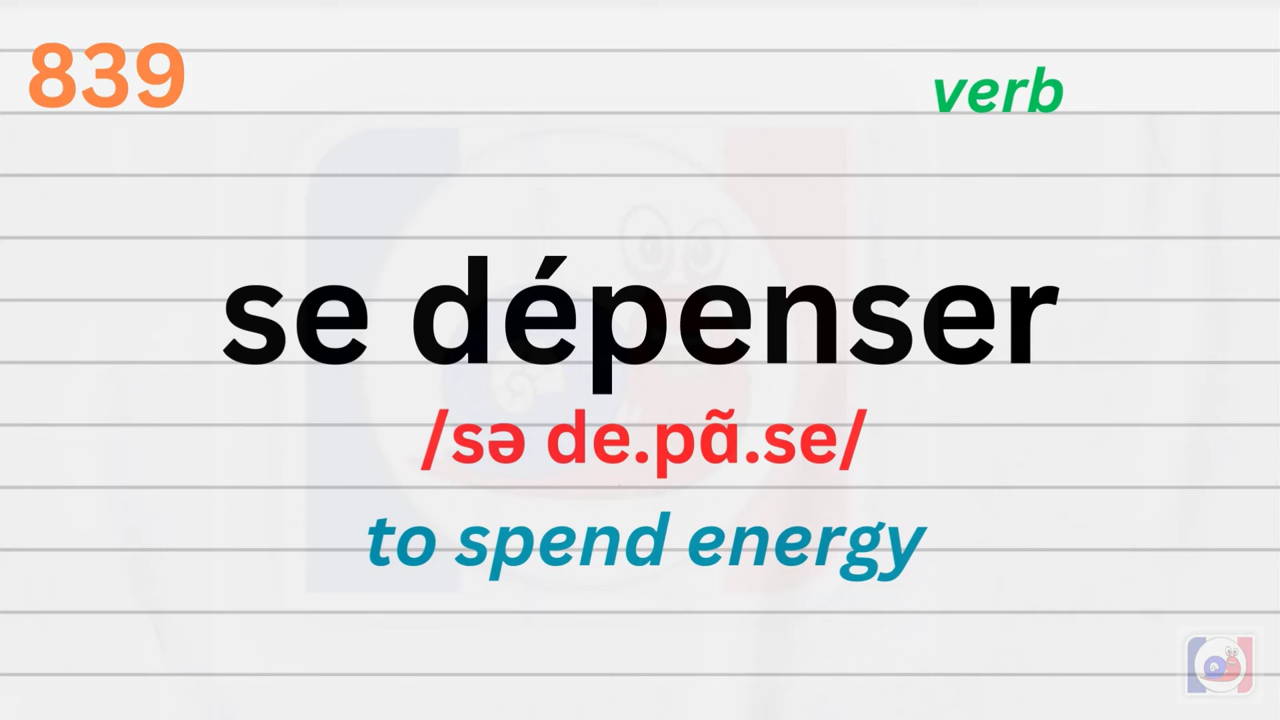 839
verb
se dépenser
/sə de.pɑ̃.se/
to spend energy